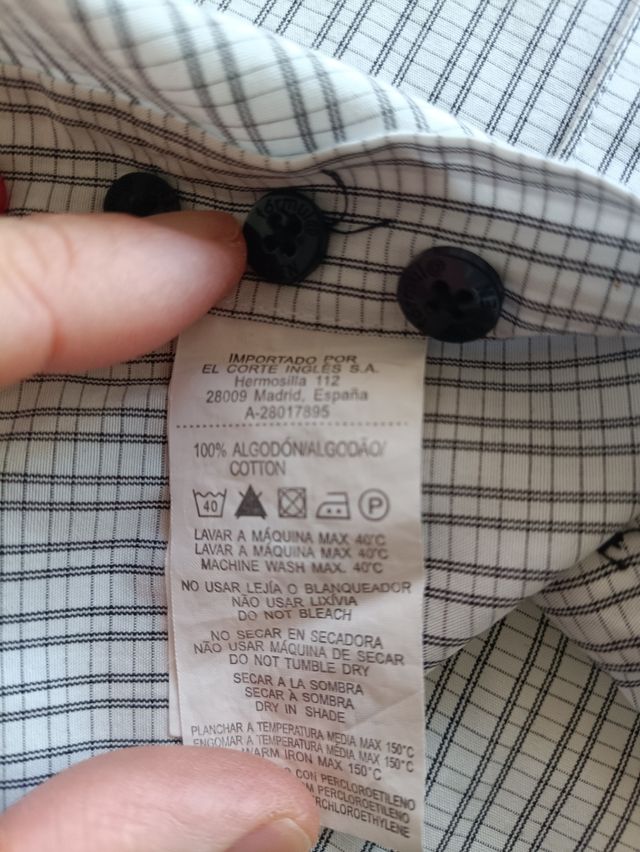 IMPORTADO POR
EL CORTE INGLÉS S.A.
Hermosilla 112
28009 Madrid, España
A-28017895
100% ALGODÓN/ALGODÃO/
COTTON
40 P
LAVAR A MÁQUINA MAX 40°C
LAVAR A MÁQUINA MAX 40°C
MACHINE WASH MAX. 40°C
NO USAR LEJÍA O BLANQUEADOR
NÃO USAR LIXÍVIA
DO NOT BLEACH
NO SECAR EN SECADORA
NÃO USAR MÁQUINA DE SECAR
DO NOT TUMBLE DRY
SECAR A LA SOMBRA
SECAR À SOMBRA
DRY IN SHADE
PLANCHAR A TEMPERATURA MEDIA MAX 150°C
ENGOMAR A TEMPERATURA MÉDIA MAX 150°C
WARM IRON MAX 150°C
CON PERCLOROETILENO
PERCLOROETILENO